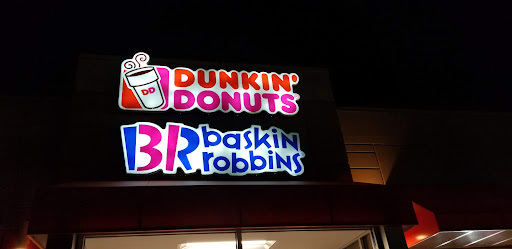 DD
DUNKIN'
DONUTS
BR baskin
robbins